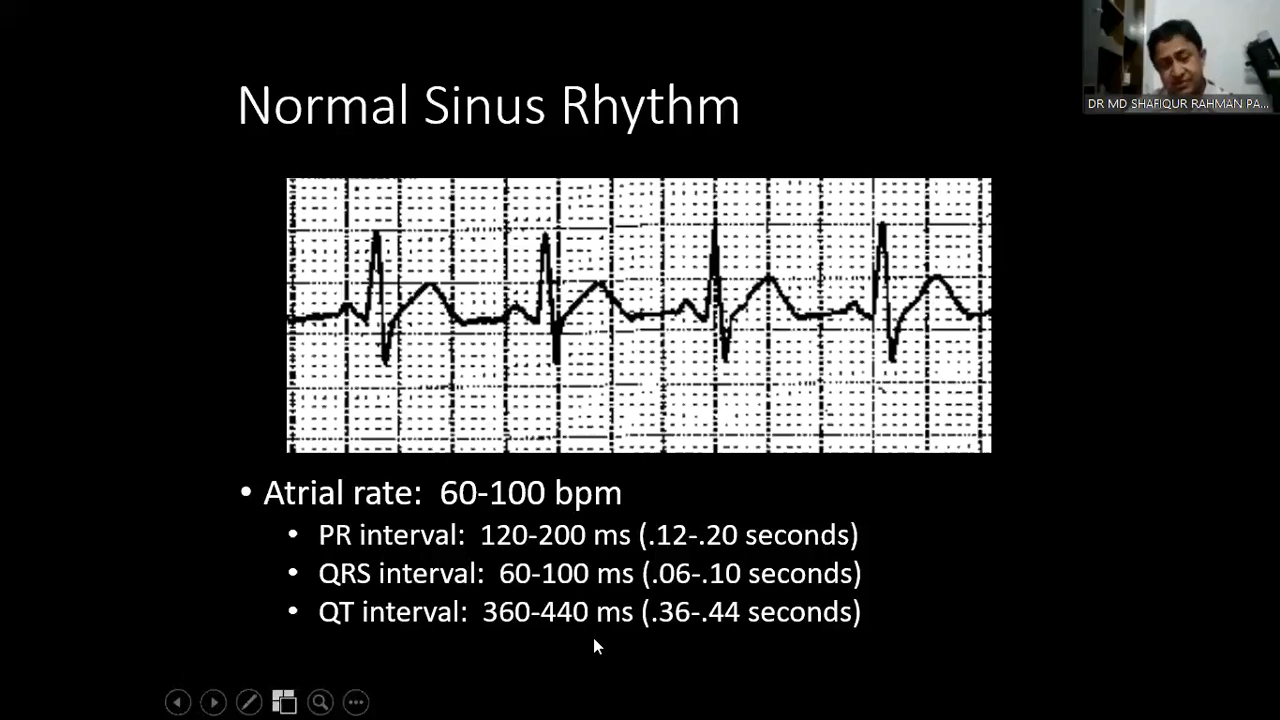 DR MD SHAFIQUR RAHMAN PA...
Normal Sinus Rhythm
• Atrial rate: 60-100 bpm
• PR interval: 120-200 ms (.12-.20 seconds)
• QRS interval: 60-100 ms (.06-.10 seconds)
• QT interval: 360-440 ms (.36-.44 seconds)